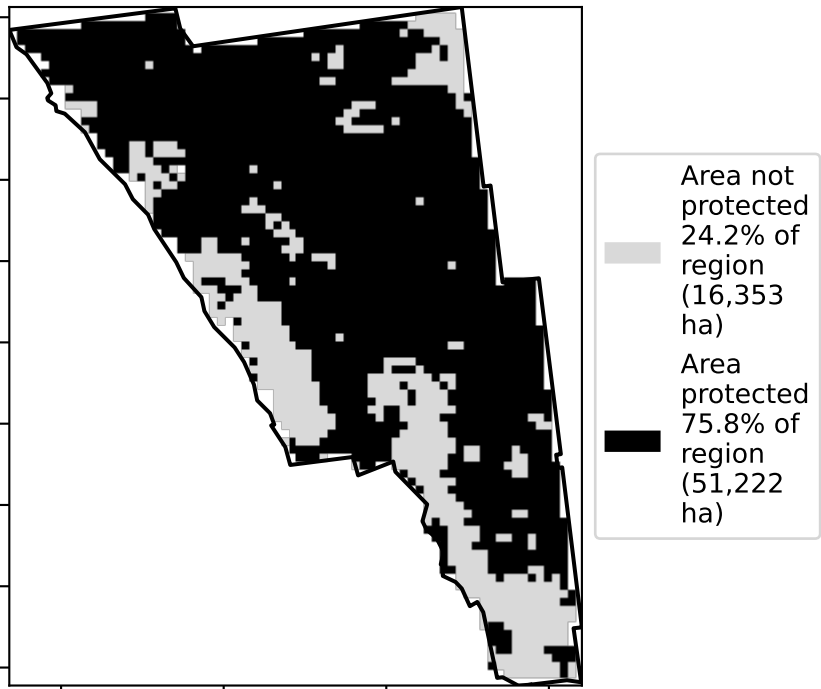 Area not
protected
24.2% of
region
(16,353
ha)
Area
protected
75.8% of
region
(51,222
ha)